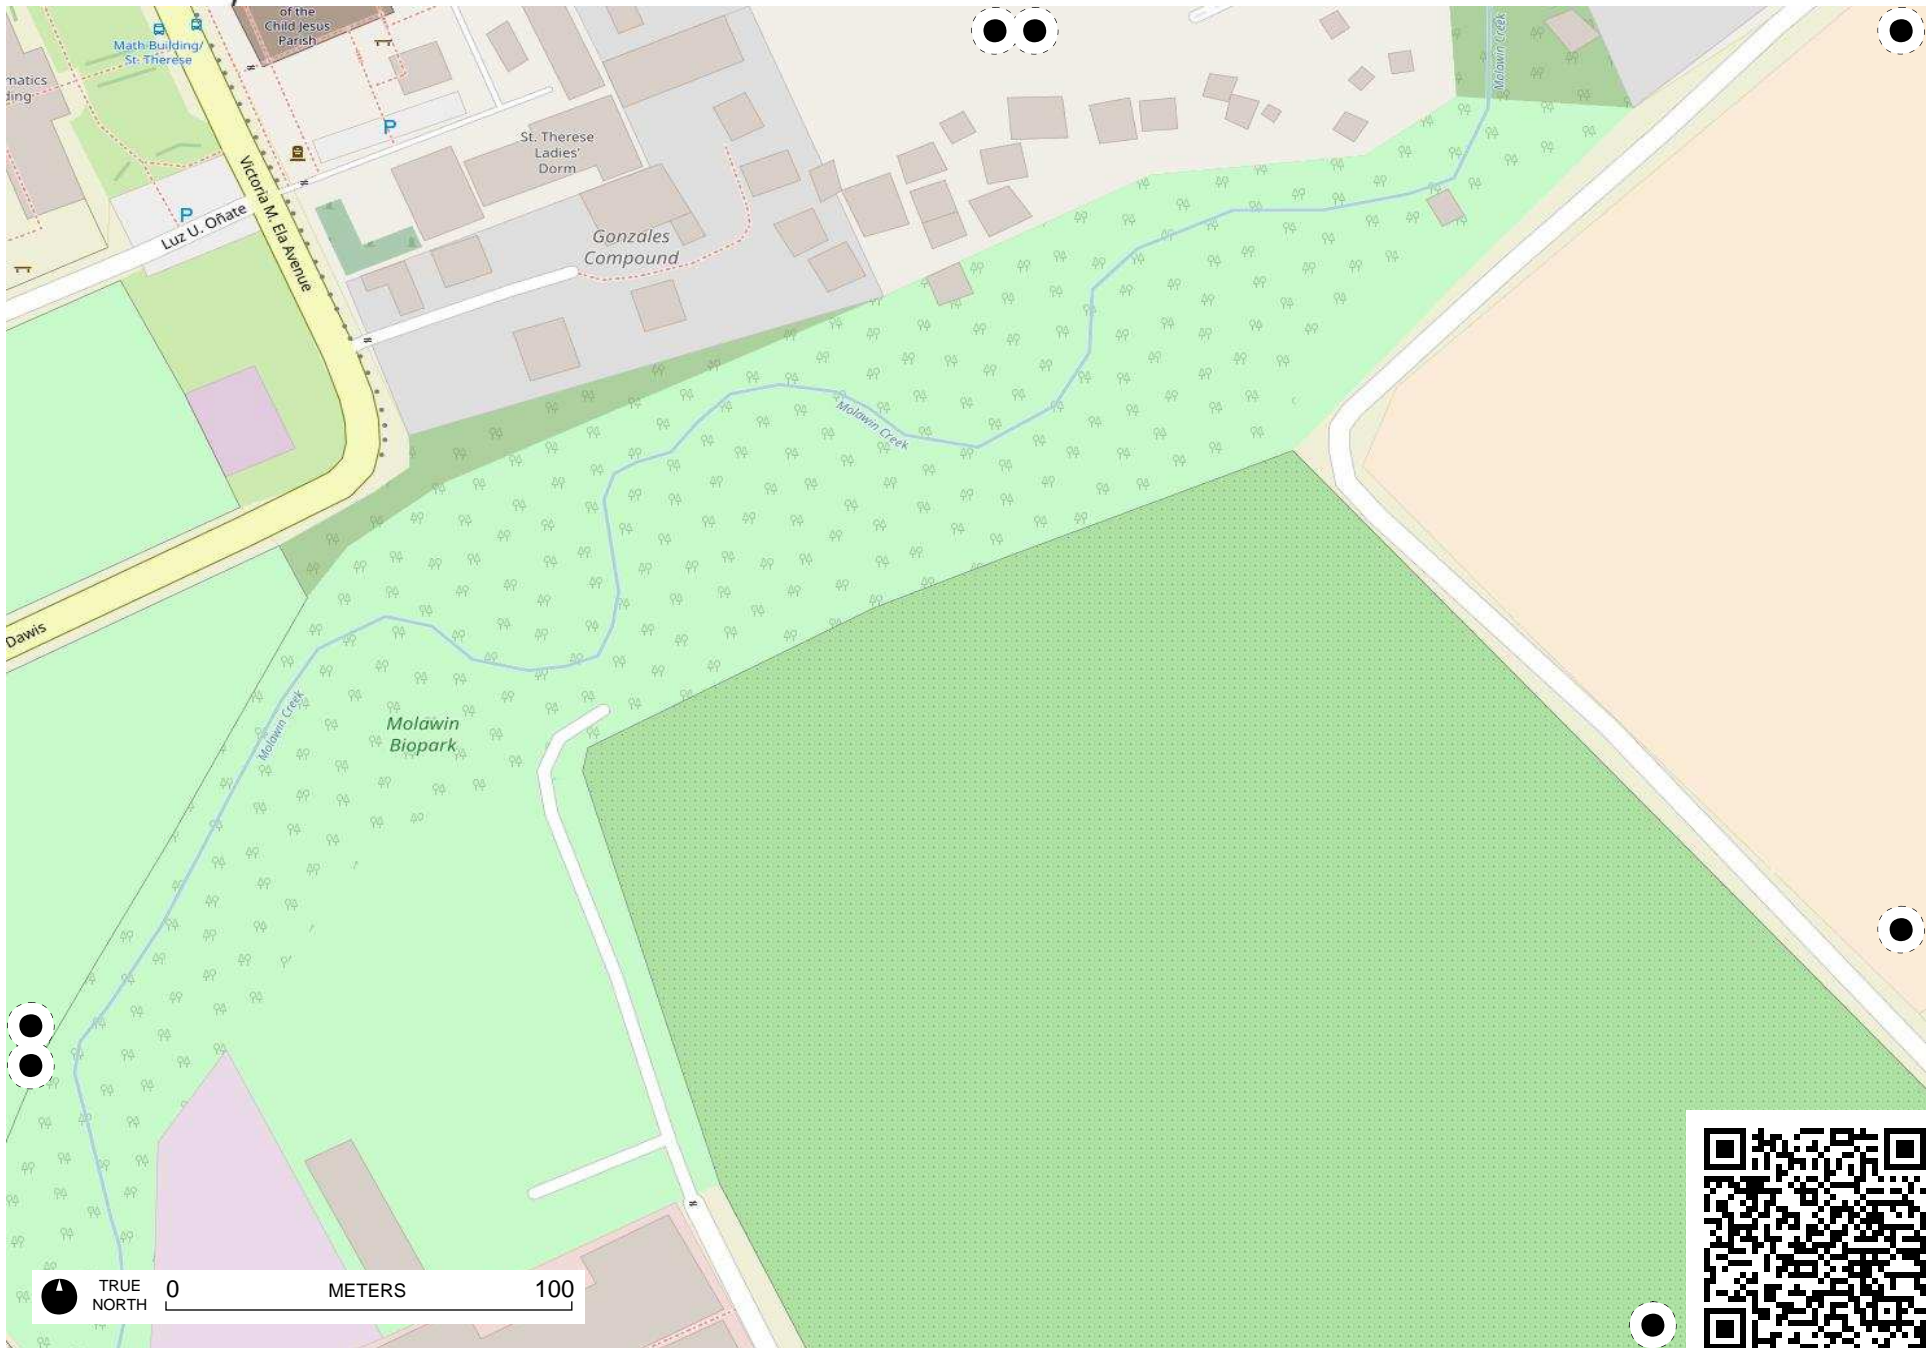 of the
Child Jesus
Parish
Math Building/
St. Therese
matics
ding
P
St. Therese
Ladies'
Dorm
P
Luz U. Oñate
Victoria M. Ela Avenue
Gonzales
Compound
Molawin Creek
Molawin Creek
Dawis
Molawin Creek
Molawin
Biopark
TRUE
NORTH
0 METERS 100